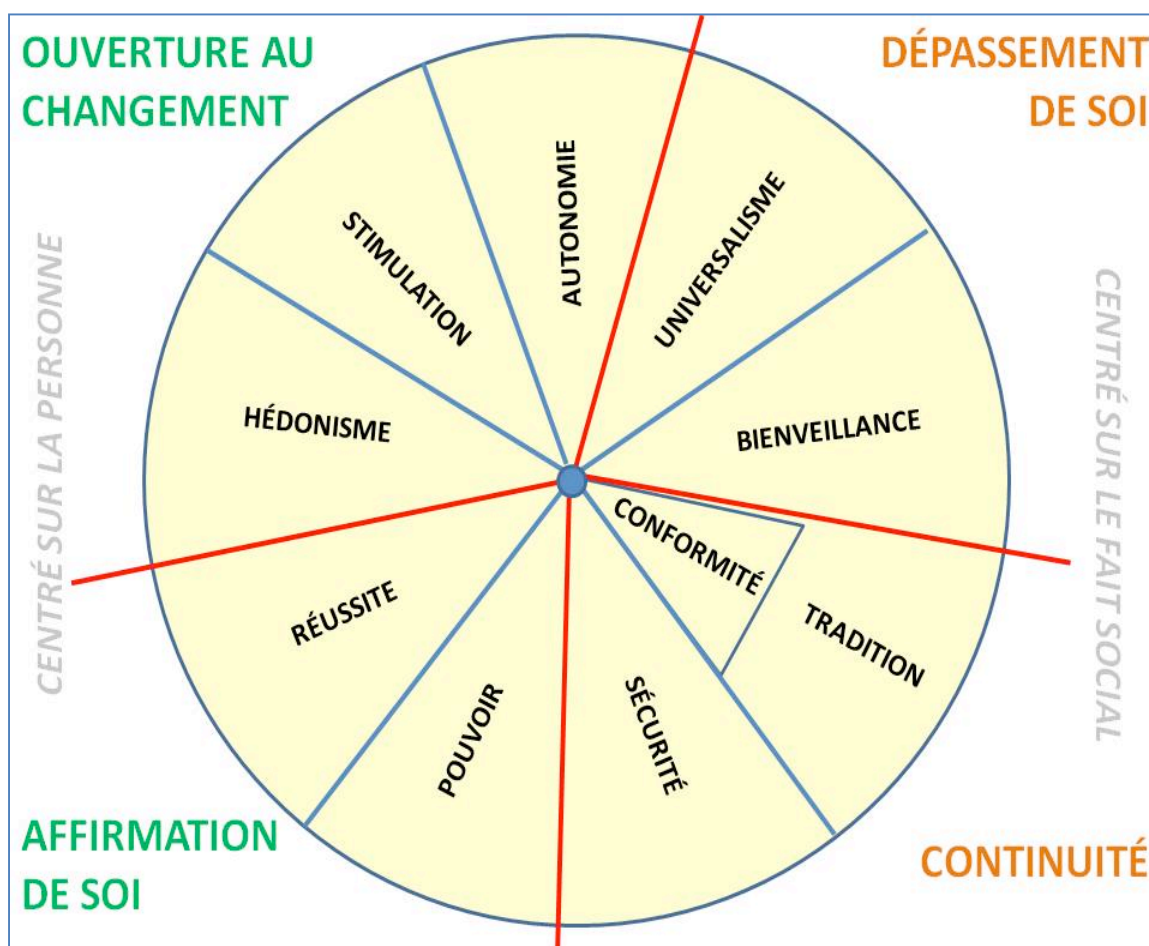 OUVERTURE AU
CHANGEMENT
DÉPASSEMENT
DE SOI
AUTONOMIE
UNIVERSALISME
STIMULATION
CENTRÉ SUR LA PERSONNE
CENTRÉ SUR LE FAIT SOCIAL
HÉDONISME
BIENVEILLANCE
CONFORMITÉ
TRADITION
RÉUSSITE
POUVOIR
SÉCURITÉ
AFFIRMATION
DE SOI
CONTINUITÉ